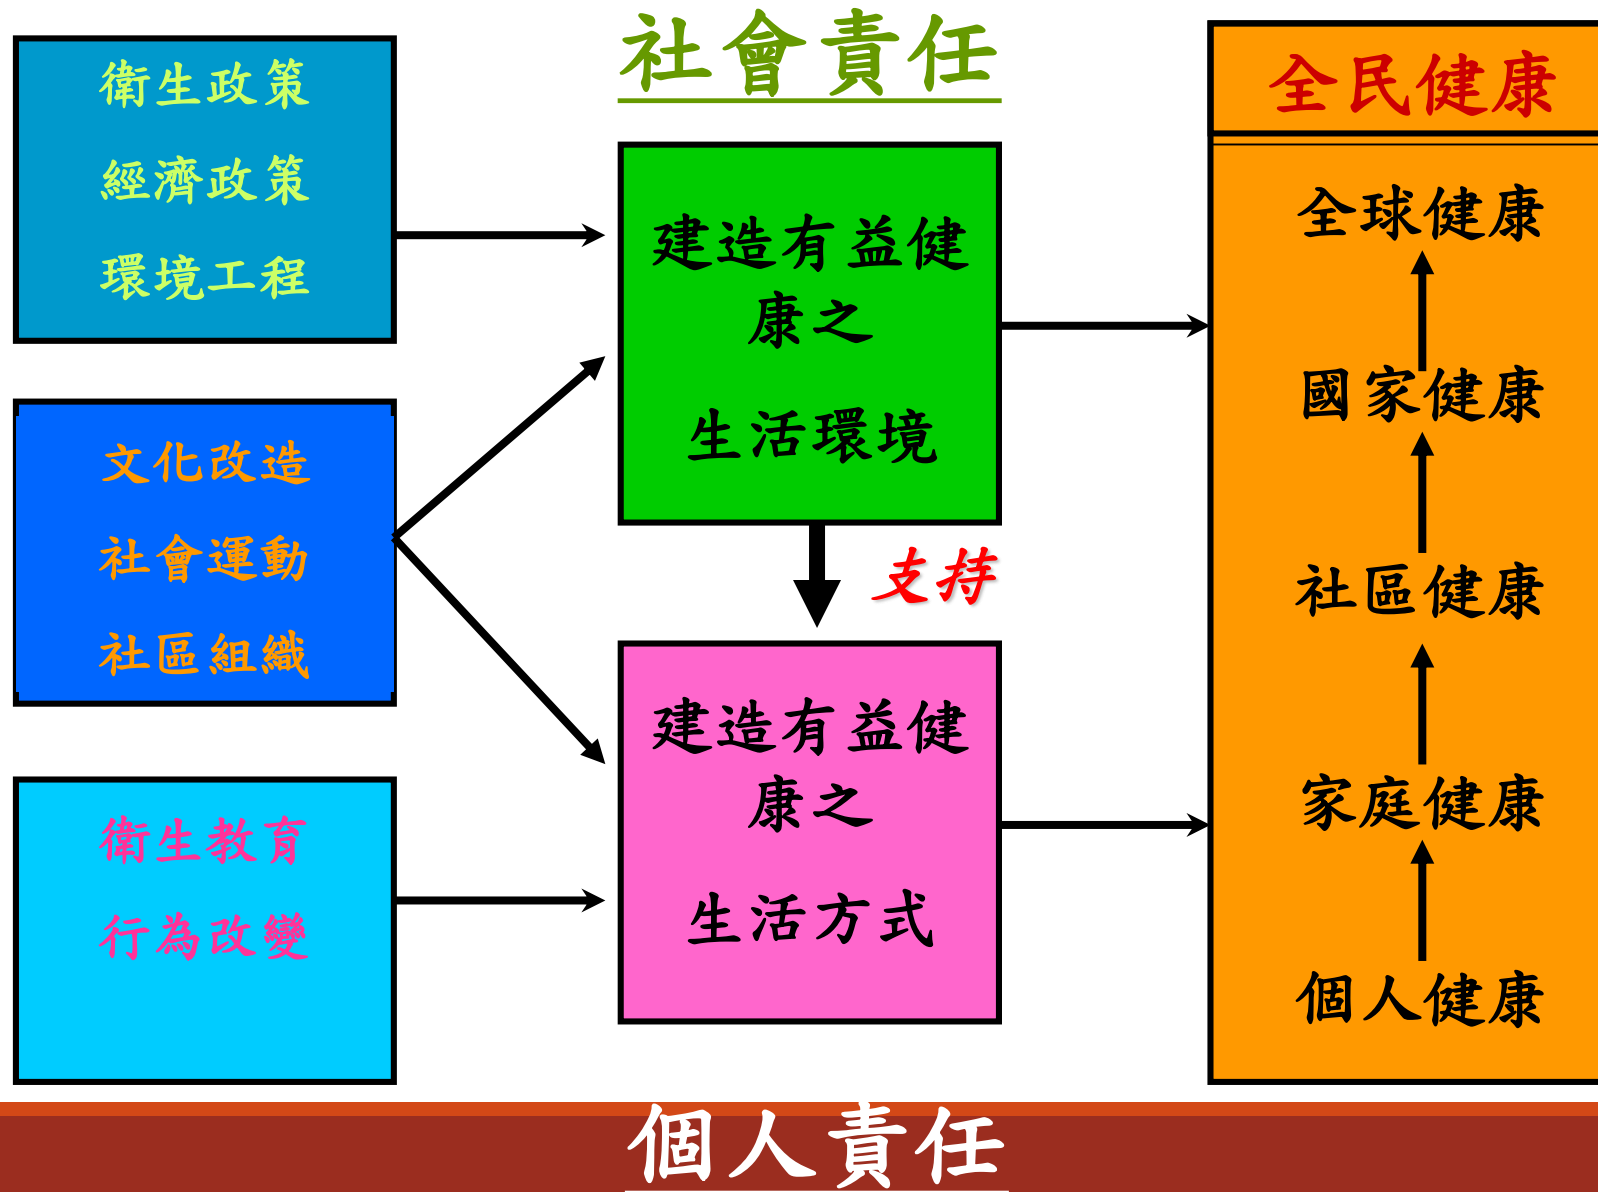 社會責任
衛生政策
經濟政策
環境工程
文化改造
社會運動
社區組織
衛生教育
行為改變
建造有益健
康之
生活環境
支持
建造有益健
康之
生活方式
全民健康
全球健康
國家健康
社區健康
家庭健康
個人健康
個人責任